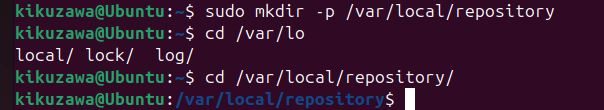 kikuzawa@Ubuntu:~$ sudo mkdir -p /var/local/repository
kikuzawa@Ubuntu:~$ cd /var/lo
local/ lock/  log/
kikuzawa@Ubuntu:~$ cd /var/local/repository/
kikuzawa@Ubuntu:/var/local/repository$